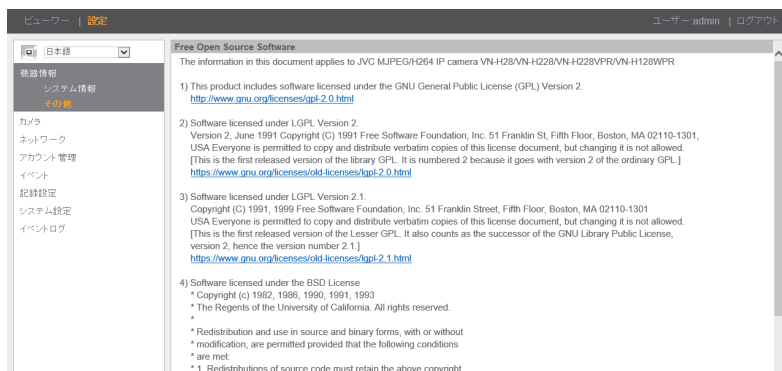 ビューワー | 設定
ユーザー:admin | ログアウト
日本語
機器情報
システム情報
その他
カメラ
ネットワーク
アカウント管理
イベント
記録設定
システム設定
イベントログ
Free Open Source Software
The information in this document applies to JVC MJPEG/H264 IP camera VN-H28/VN-H228/VN-H228VPR/VN-H128WPR
1) This product includes software licensed under the GNU General Public License (GPL) Version 2.
http://www.gnu.org/licenses/gpl-2.0.html
2) Software licensed under LGPL Version 2.
Version 2, June 1991 Copyright (C) 1991 Free Software Foundation, Inc. 51 Franklin St, Fifth Floor, Boston, MA 02110-1301,
USA Everyone is permitted to copy and distribute verbatim copies of this license document, but changing it is not allowed.
[This is the first released version of the library GPL. It is numbered 2 because it goes with version 2 of the ordinary GPL.]
https://www.gnu.org/licenses/old-licenses/lgpl-2.0.html
3) Software licensed under LGPL Version 2.1.
Copyright (C) 1991, 1999 Free Software Foundation, Inc. 51 Franklin Street, Fifth Floor, Boston, MA 02110-1301
USA Everyone is permitted to copy and distribute verbatim copies of this license document, but changing it is not allowed.
[This is the first released version of the Lesser GPL. It also counts as the successor of the GNU Library Public License,
version 2, hence the version number 2.1.]
https://www.gnu.org/licenses/old-licenses/lgpl-2.1.html
4) Software licensed under the BSD License
* Copyright (c) 1982, 1986, 1990, 1991, 1993
* The Regents of the University of California. All rights reserved.
*
* Redistribution and use in source and binary forms, with or without
* modification, are permitted provided that the following conditions
* are met:
* 1. Redistributions of source code must retain the above copyright